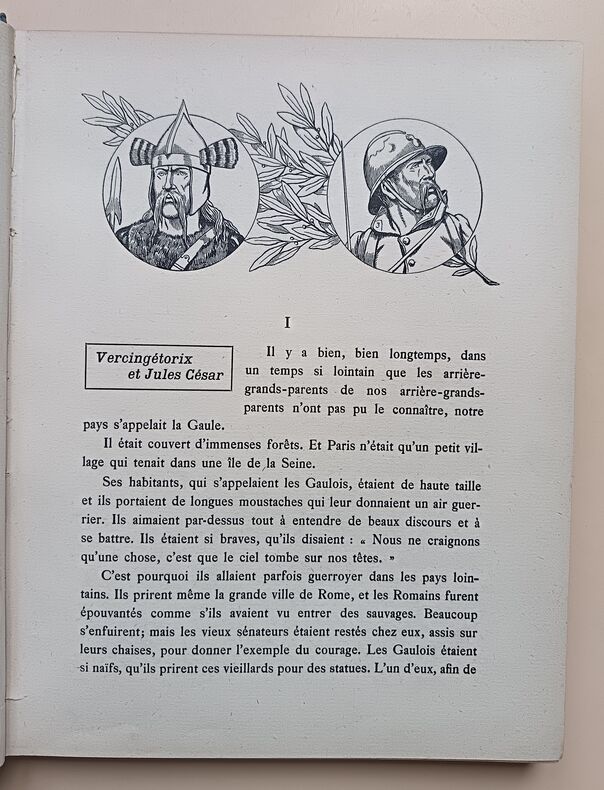 I
Vercingétorix
et Jules César
Il y a bien, bien longtemps, dans
un temps si lointain que les arrière-
grands-parents de nos arrière-grands-
parents n'ont pas pu le connaître, notre
pays s'appelait la Gaule.
Il était couvert d'immenses forêts. Et Paris n'était qu'un petit vil-
lage qui tenait dans une île de la Seine.
Ses habitants, qui s'appelaient les Gaulois, étaient de haute taille
et ils portaient de longues moustaches qui leur donnaient un air guer-
rier. Ils aimaient par-dessus tout à entendre de beaux discours et à
se battre. Ils étaient si braves, qu'ils disaient : « Nous ne craignons
qu'une chose, c'est que le ciel tombe sur nos têtes. »
C'est pourquoi ils allaient parfois guerroyer dans les pays loin-
tains. Ils prirent même la grande ville de Rome, et les Romains furent
épouvantés comme s'ils avaient vu entrer des sauvages. Beaucoup
s'enfuirent; mais les vieux sénateurs étaient restés chez eux, assis sur
leurs chaises, pour donner l'exemple du courage. Les Gaulois étaient
si naïfs, qu'ils prirent ces vieillards pour des statues. L'un d'eux, afin de